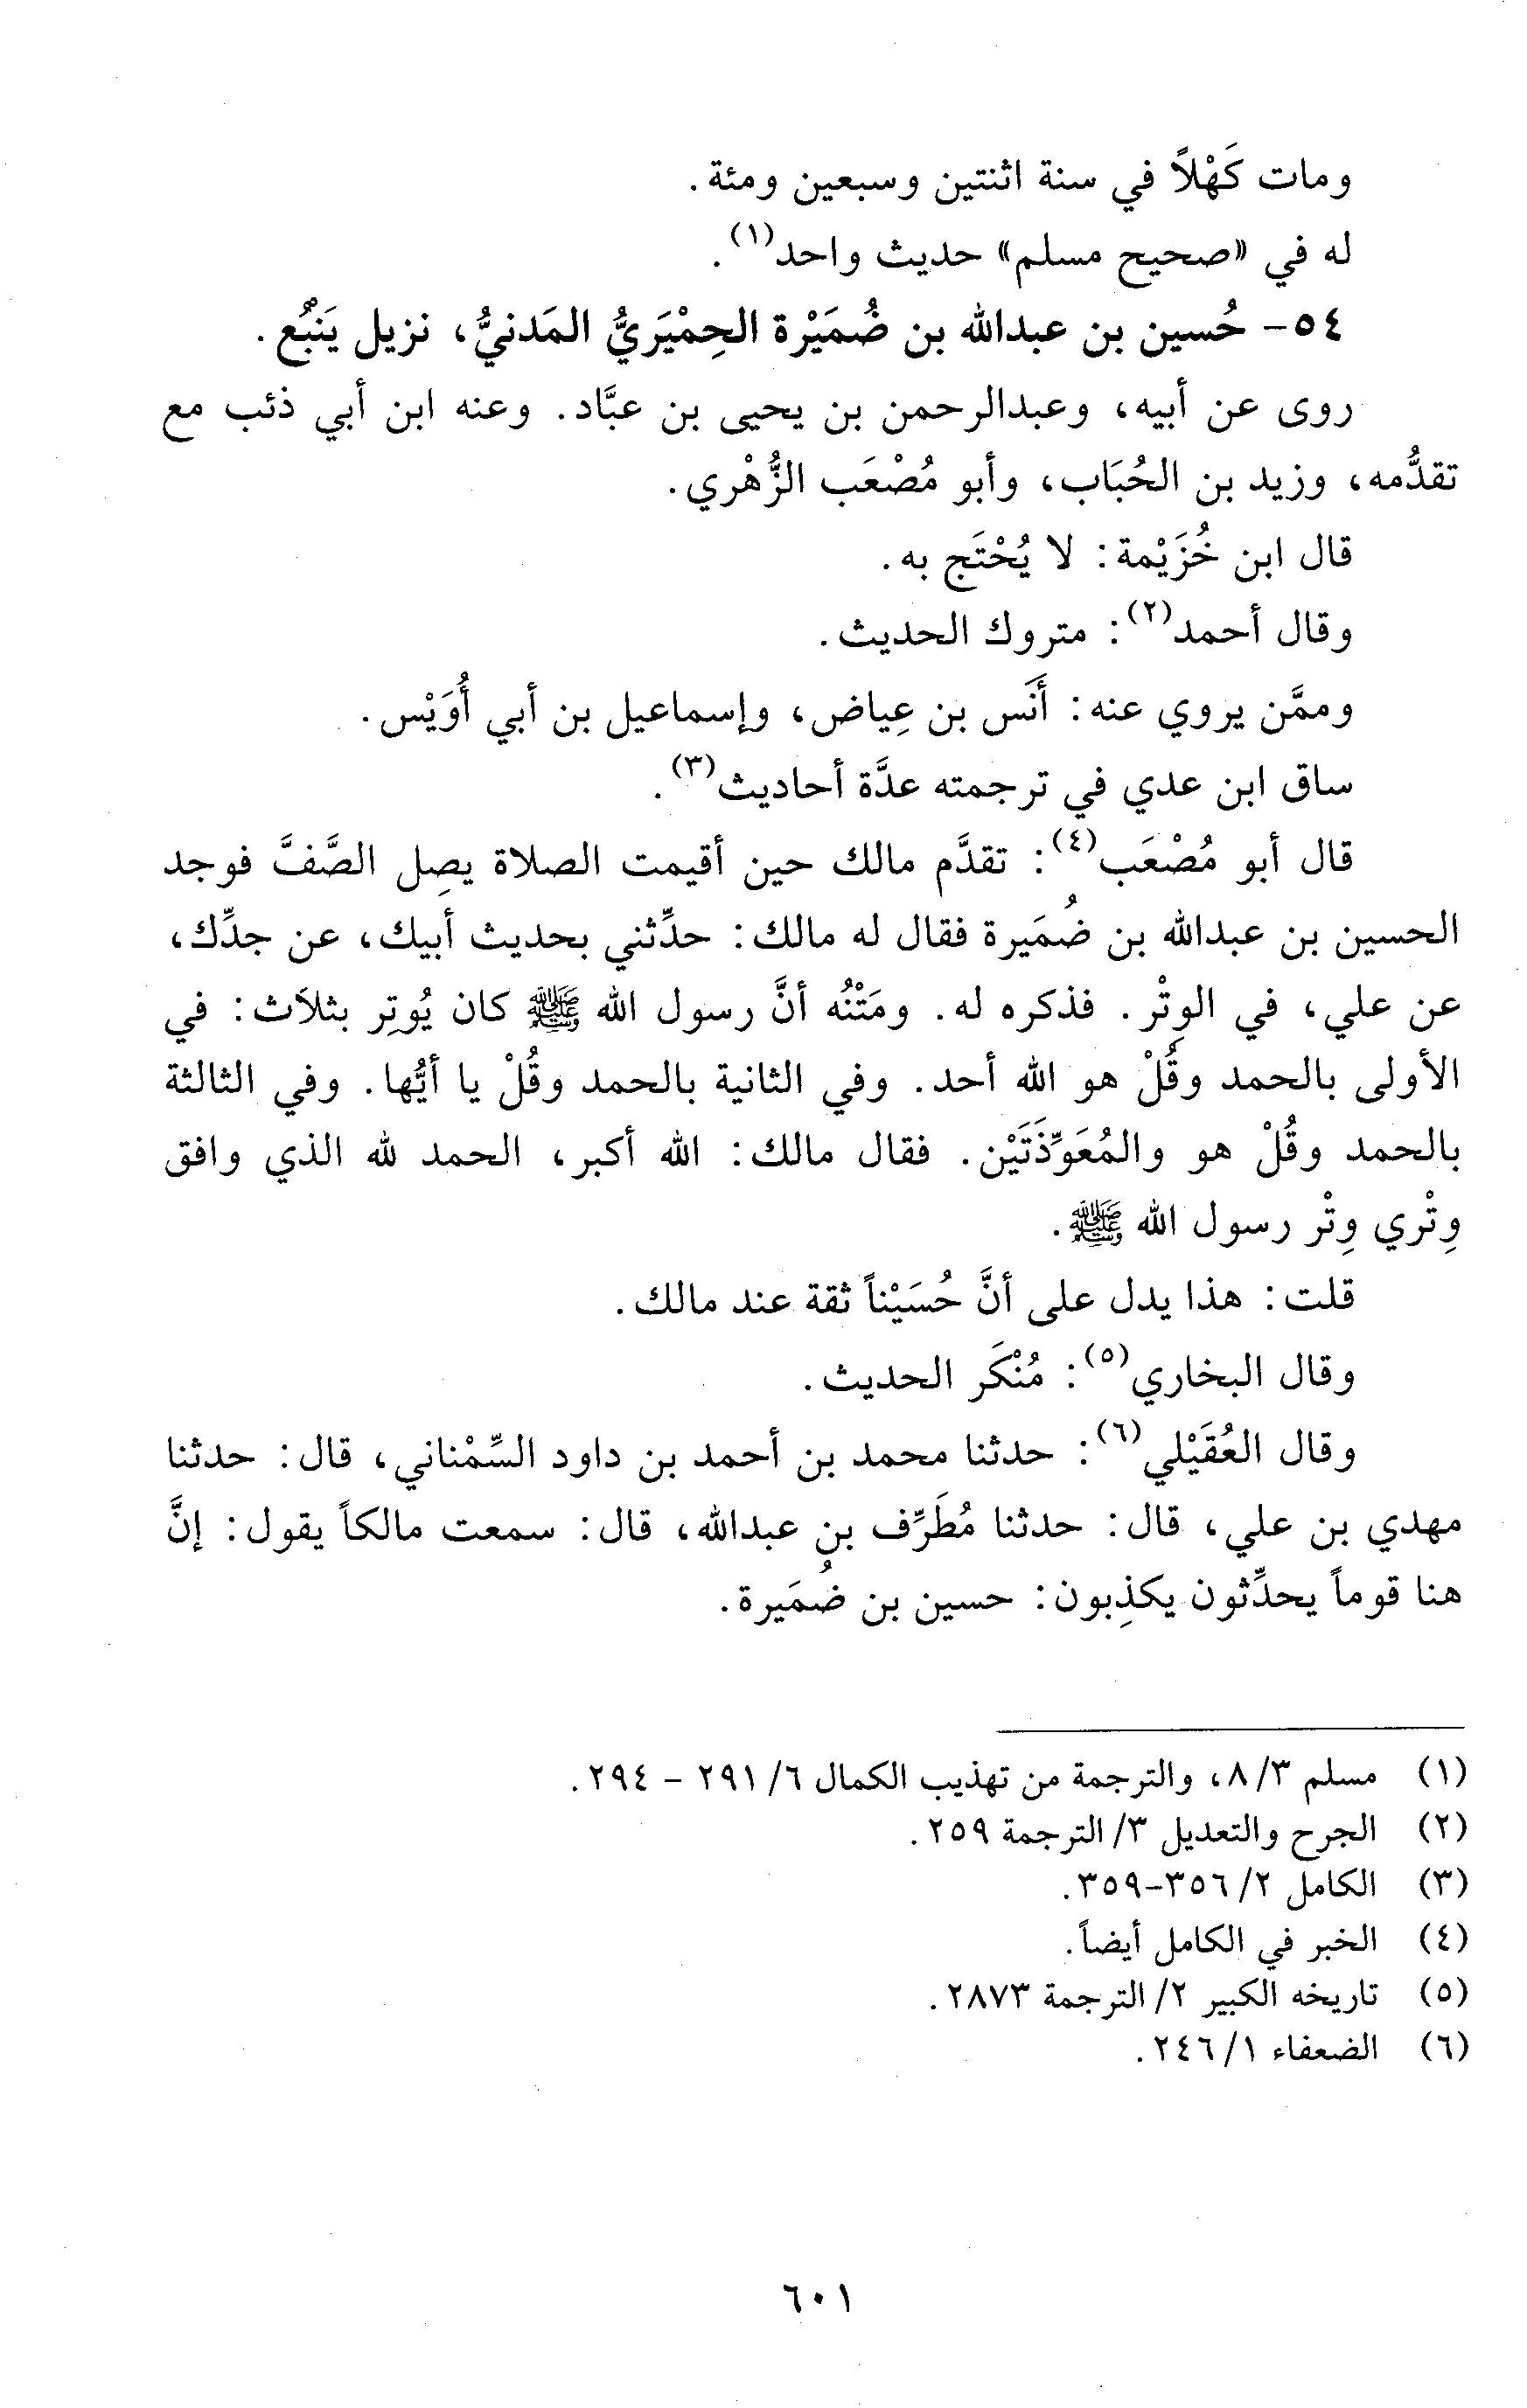 ومات كَهْلاً في سنة اثنتين وسبعين ومئة.
له في «صحيح مسلم» حديث واحد(١).
٥٤- حُسين بن عبدالله بن ضُمَيْرة الحِمْيَريُّ المَدنيُّ، نزيل يَنْبُع.
روى عن أبيه، وعبدالرحمن بن يحيى بن عبَّاد. وعنه ابن أبي ذئب مع
تقدُّمه، وزيد بن الحُبَاب، وأبو مُصْعَب الزُّهْري.
قال ابن خُزَيْمة: لا يُحْتَج به.
وقال أحمد(٢): متروك الحديث.
وممَّن يروي عنه: أَنَس بن عِياض، وإسماعيل بن أبي أُوَيْس.
ساق ابن عدي في ترجمته عدَّة أحاديث(٣).
قال أبو مُصْعَب(٤): تقدَّم مالك حين أقيمت الصلاة يصِل الصَّفَّ فوجد
الحسين بن عبدالله بن ضُمَيرة فقال له مالك: حدِّثني بحديث أبيك، عن جدِّك،
عن علي، في الوِتْر. فذكره له. ومَتْنُه أنَّ رسول الله ﷺ كان يُوتِر بثلاَث: في
الأولى بالحمد وقُلْ هو الله أحد. وفي الثانية بالحمد وقُلْ يا أيُّها. وفي الثالثة
بالحمد وقُلْ هو والمُعَوِّذَتَيْن. فقال مالك: الله أكبر، الحمد لله الذي وافق
وِتْري وِتْر رسول الله ﷺ.
قلت: هذا يدل على أنَّ حُسَيْناً ثقة عند مالك.
وقال البخاري(٥): مُنْكَر الحديث.
وقال العُقَيْلي(٦): حدثنا محمد بن أحمد بن داود السِّمْناني، قال: حدثنا
مهدي بن علي، قال: حدثنا مُطَرِّف بن عبدالله، قال: سمعت مالكاً يقول: إنَّ
هنا قوماً يحدِّثون يكذِبون: حسين بن ضُمَيرة.
(١) مسلم ٣/ ٨، والترجمة من تهذيب الكمال ٦/ ٢٩١ - ٢٩٤.
(٢) الجرح والتعديل ٣/ الترجمة ٢٥٩.
(٣) الكامل ٢/ ٣٥٦-٣٥٩.
(٤) الخبر في الكامل أيضاً.
(٥) تاريخه الكبير ٢/ الترجمة ٢٨٧٣.
(٦) الضعفاء ١/ ٢٤٦.
٦٠١